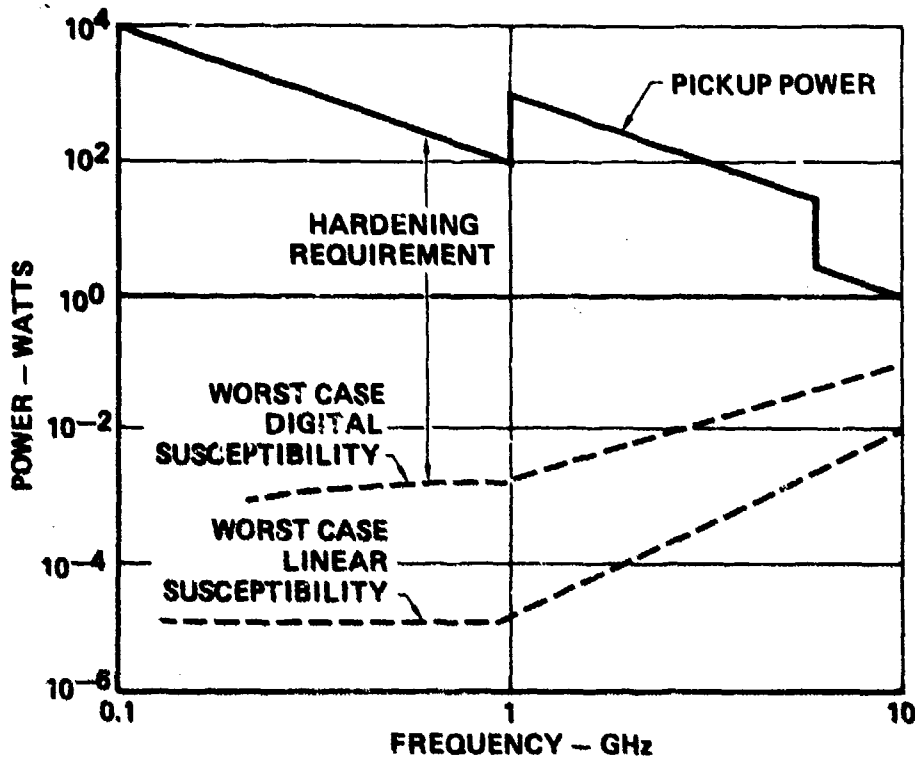 10⁴
PICKUP POWER
10²
HARDENING
REQUIREMENT
10⁰
POWER – WATTS
WORST CASE
DIGITAL
SUSCEPTIBILITY
10⁻²
WORST CASE
LINEAR
SUSCEPTIBILITY
10⁻⁴
10⁻⁶
0.1
1
10
FREQUENCY – GHz